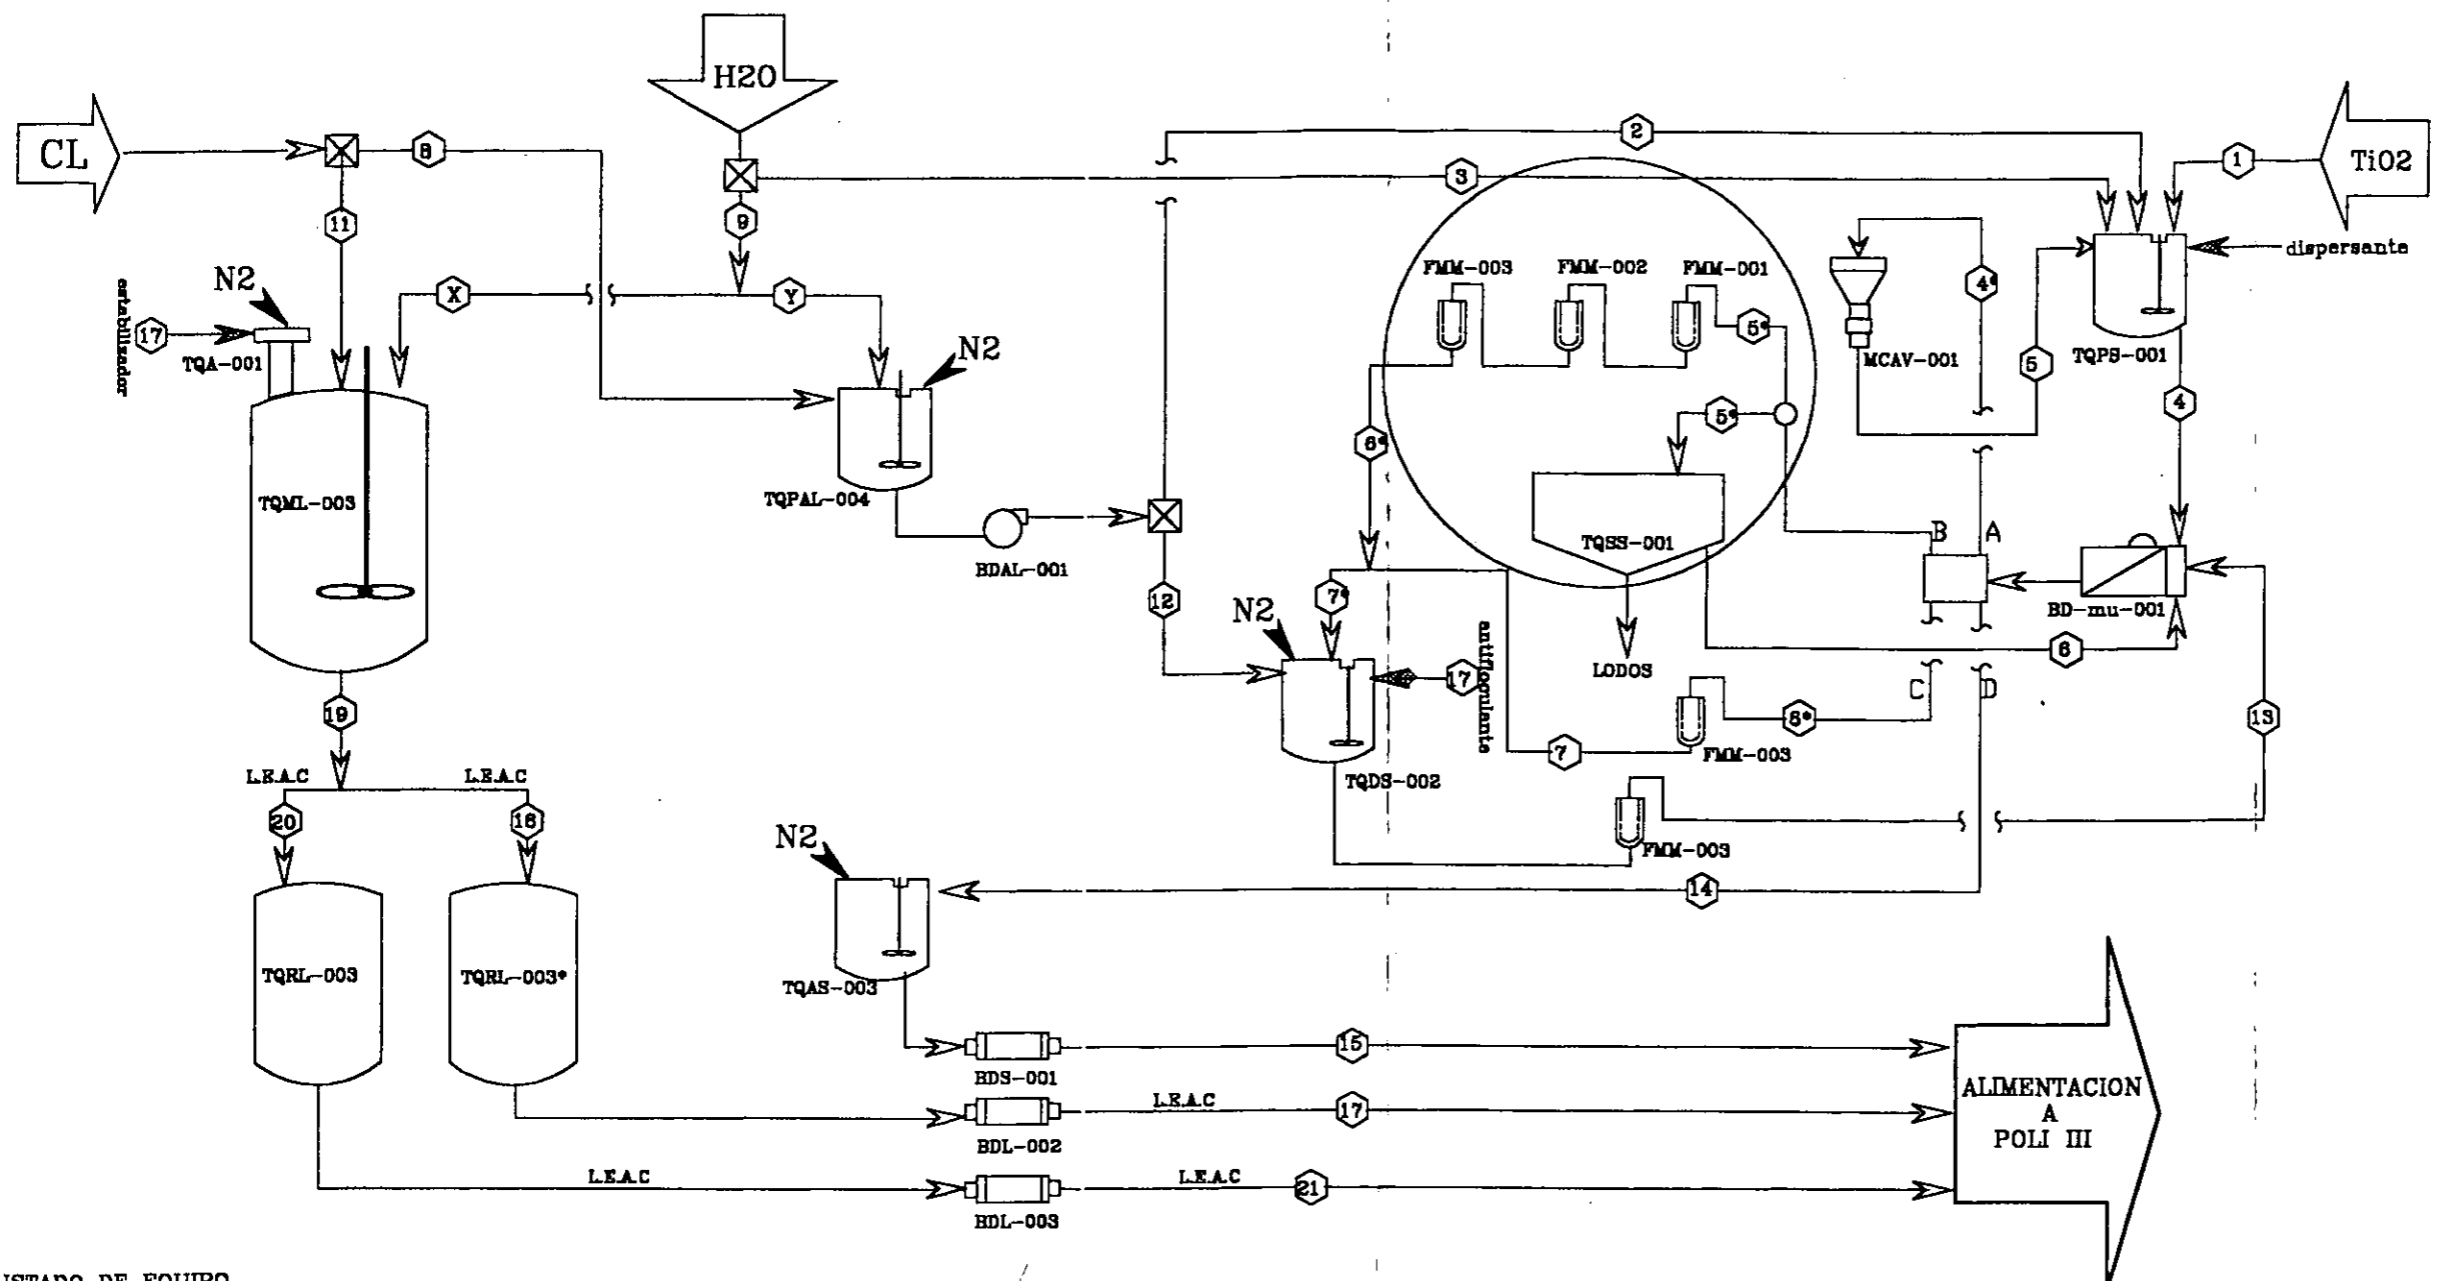 H2O
CL
8
2
3
1
TiO2
11
9
dispersante
N2
X
Y
FMM-003
FMM-002
FMM-001
4*
estabilizador
17
TQA-001
N2
5*
MCAV-001
5
TQPS-001
4
5*
6*
TQML-003
TQPAL-004
BDAL-001
TQSS-001
B
A
12
N2
7*
BD-mu-001
antifloculante
17
LODOS
6
C
D
19
8*
13
7
FMM-003
L.E.A.C
L.E.A.C
TQDS-002
20
18
N2
FMM-003
14
TQRL-003
TQRL-003*
TQAS-003
15
BDS-001
ALIMENTACION
A
POLI III
L.E.A.C
17
BDL-002
L.E.A.C
L.E.A.C
21
BDL-003
LISTADO DE EQUIPO